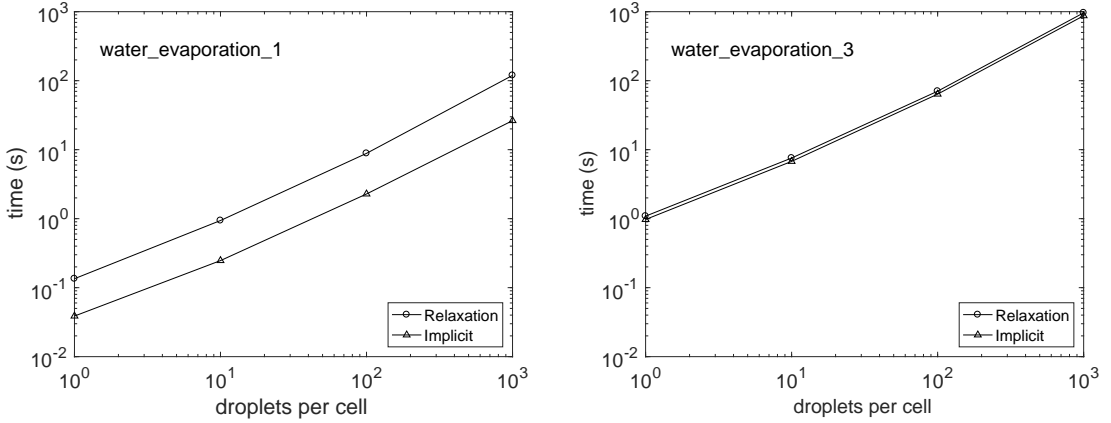 10^3
water_evaporation_1
10^2
10^1
time (s)
10^0
10^-1
Relaxation
Implicit
10^-2
10^0 10^1 10^2 10^3
droplets per cell
10^3
water_evaporation_3
10^2
10^1
time (s)
10^0
10^-1
Relaxation
Implicit
10^-2
10^0 10^1 10^2 10^3
droplets per cell